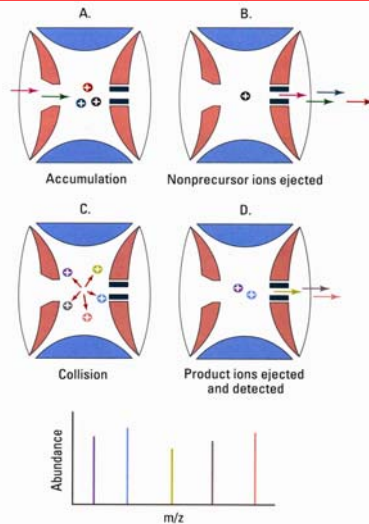 A.
B.
Accumulation
Nonprecursor ions ejected
C.
D.
Collision
Product ions ejected
and detected
Abundance
m/z